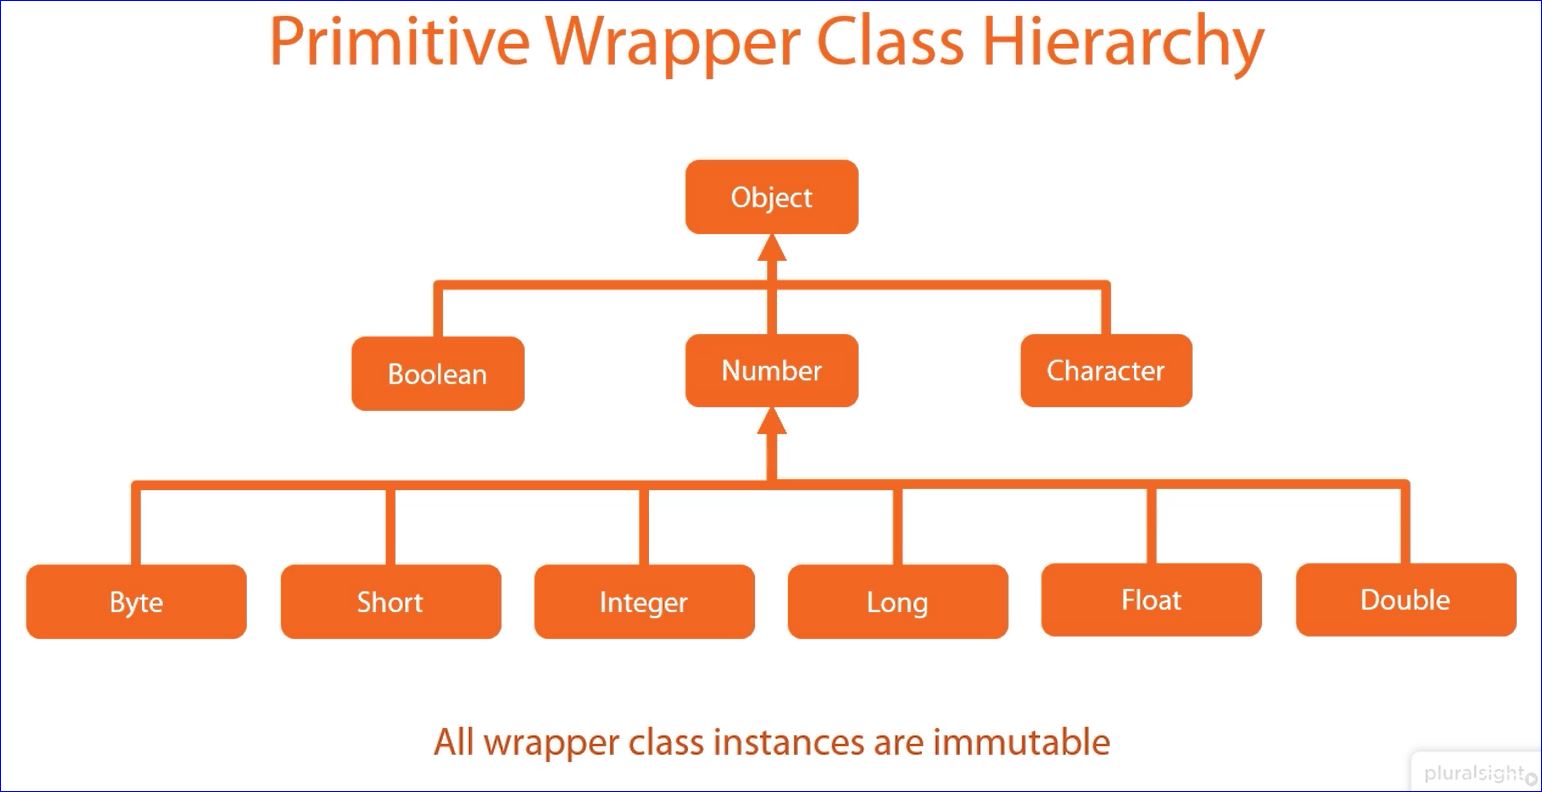 Primitive Wrapper Class Hierarchy
Object
Boolean
Number
Character
Byte
Short
Integer
Long
Float
Double
All wrapper class instances are immutable
pluralsight